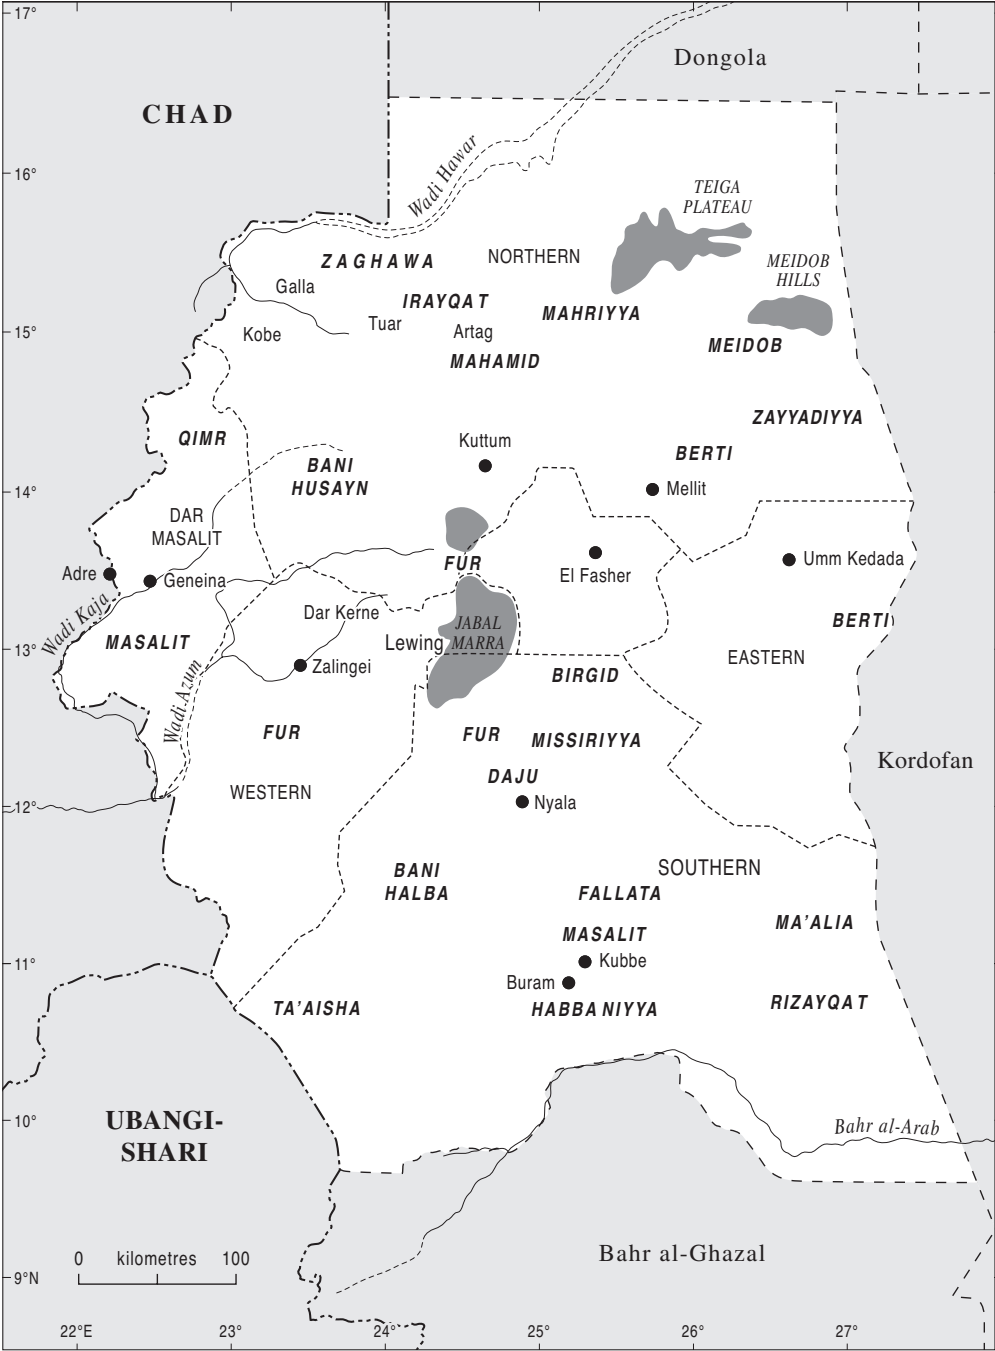 17°
Dongola
CHAD
16°
Wadi Hawar
TEIGA
PLATEAU
NORTHERN
ZAGHAWA
MEIDOB
HILLS
Galla
IRAYQAT
MAHRIYYA
Tuar
Artag
15°
Kobe
MEIDOB
MAHAMID
ZAYYADIYYA
QIMR
Kuttum
BERTI
BANI
HUSAYN
Mellit
14°
DAR
MASALIT
FUR
El Fasher
Umm Kedada
Adre
Geneina
Wadi Kaja
Dar Kerne
JABAL
MARRA
BERTI
MASALIT
Lewing
13°
EASTERN
Zalingei
BIRGID
Wadi Azum
FUR
FUR
MISSIRIYYA
Kordofan
DAJU
WESTERN
Nyala
12°
SOUTHERN
BANI
HALBA
FALLATA
MA'ALIA
MASALIT
Kubbe
11°
Buram
TA'AISHA
HABBANIYYA
RIZAYQAT
10°
UBANGI-
SHARI
Bahr al-Arab
Bahr al-Ghazal
0 kilometres 100
9°N
22°E 23° 24° 25° 26° 27°